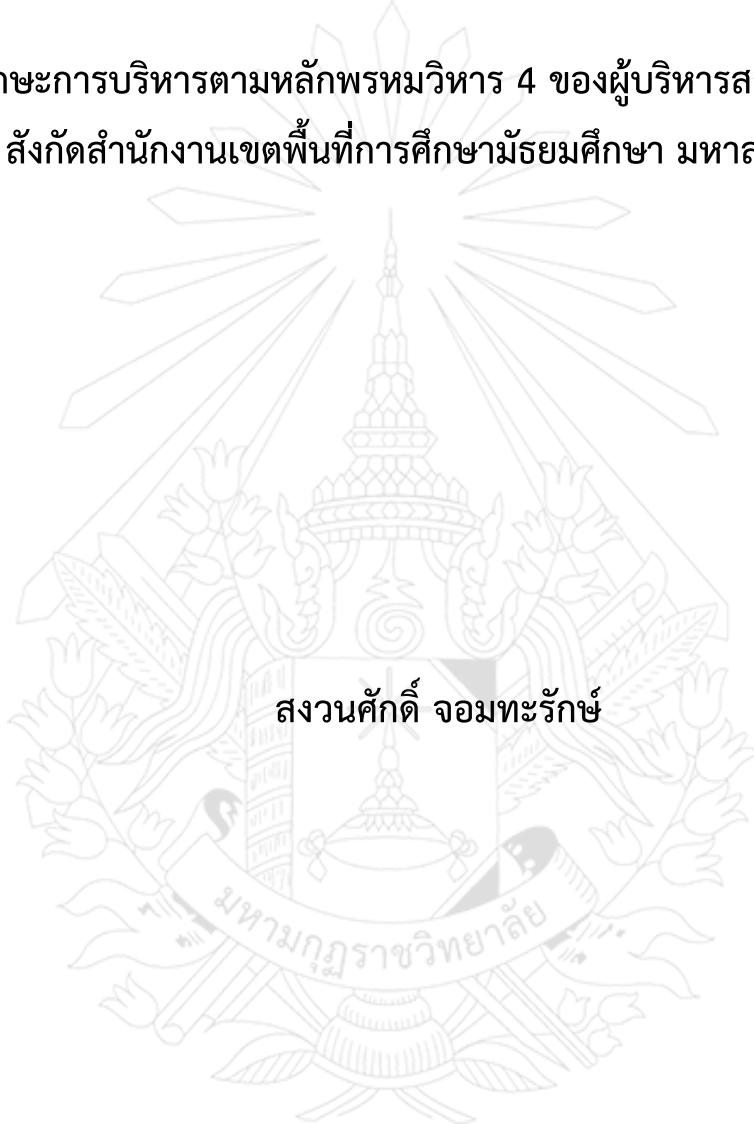 ษะการบริหารตามหลักพรหมวิหาร 4 ของผู้บริหารส
สังกัดสำนักงานเขตพื้นที่การศึกษามัธยมศึกษา มหาส
สงวนศักดิ์ จอมทะรักษ์
มหามกุฏราชวิทยาลัย